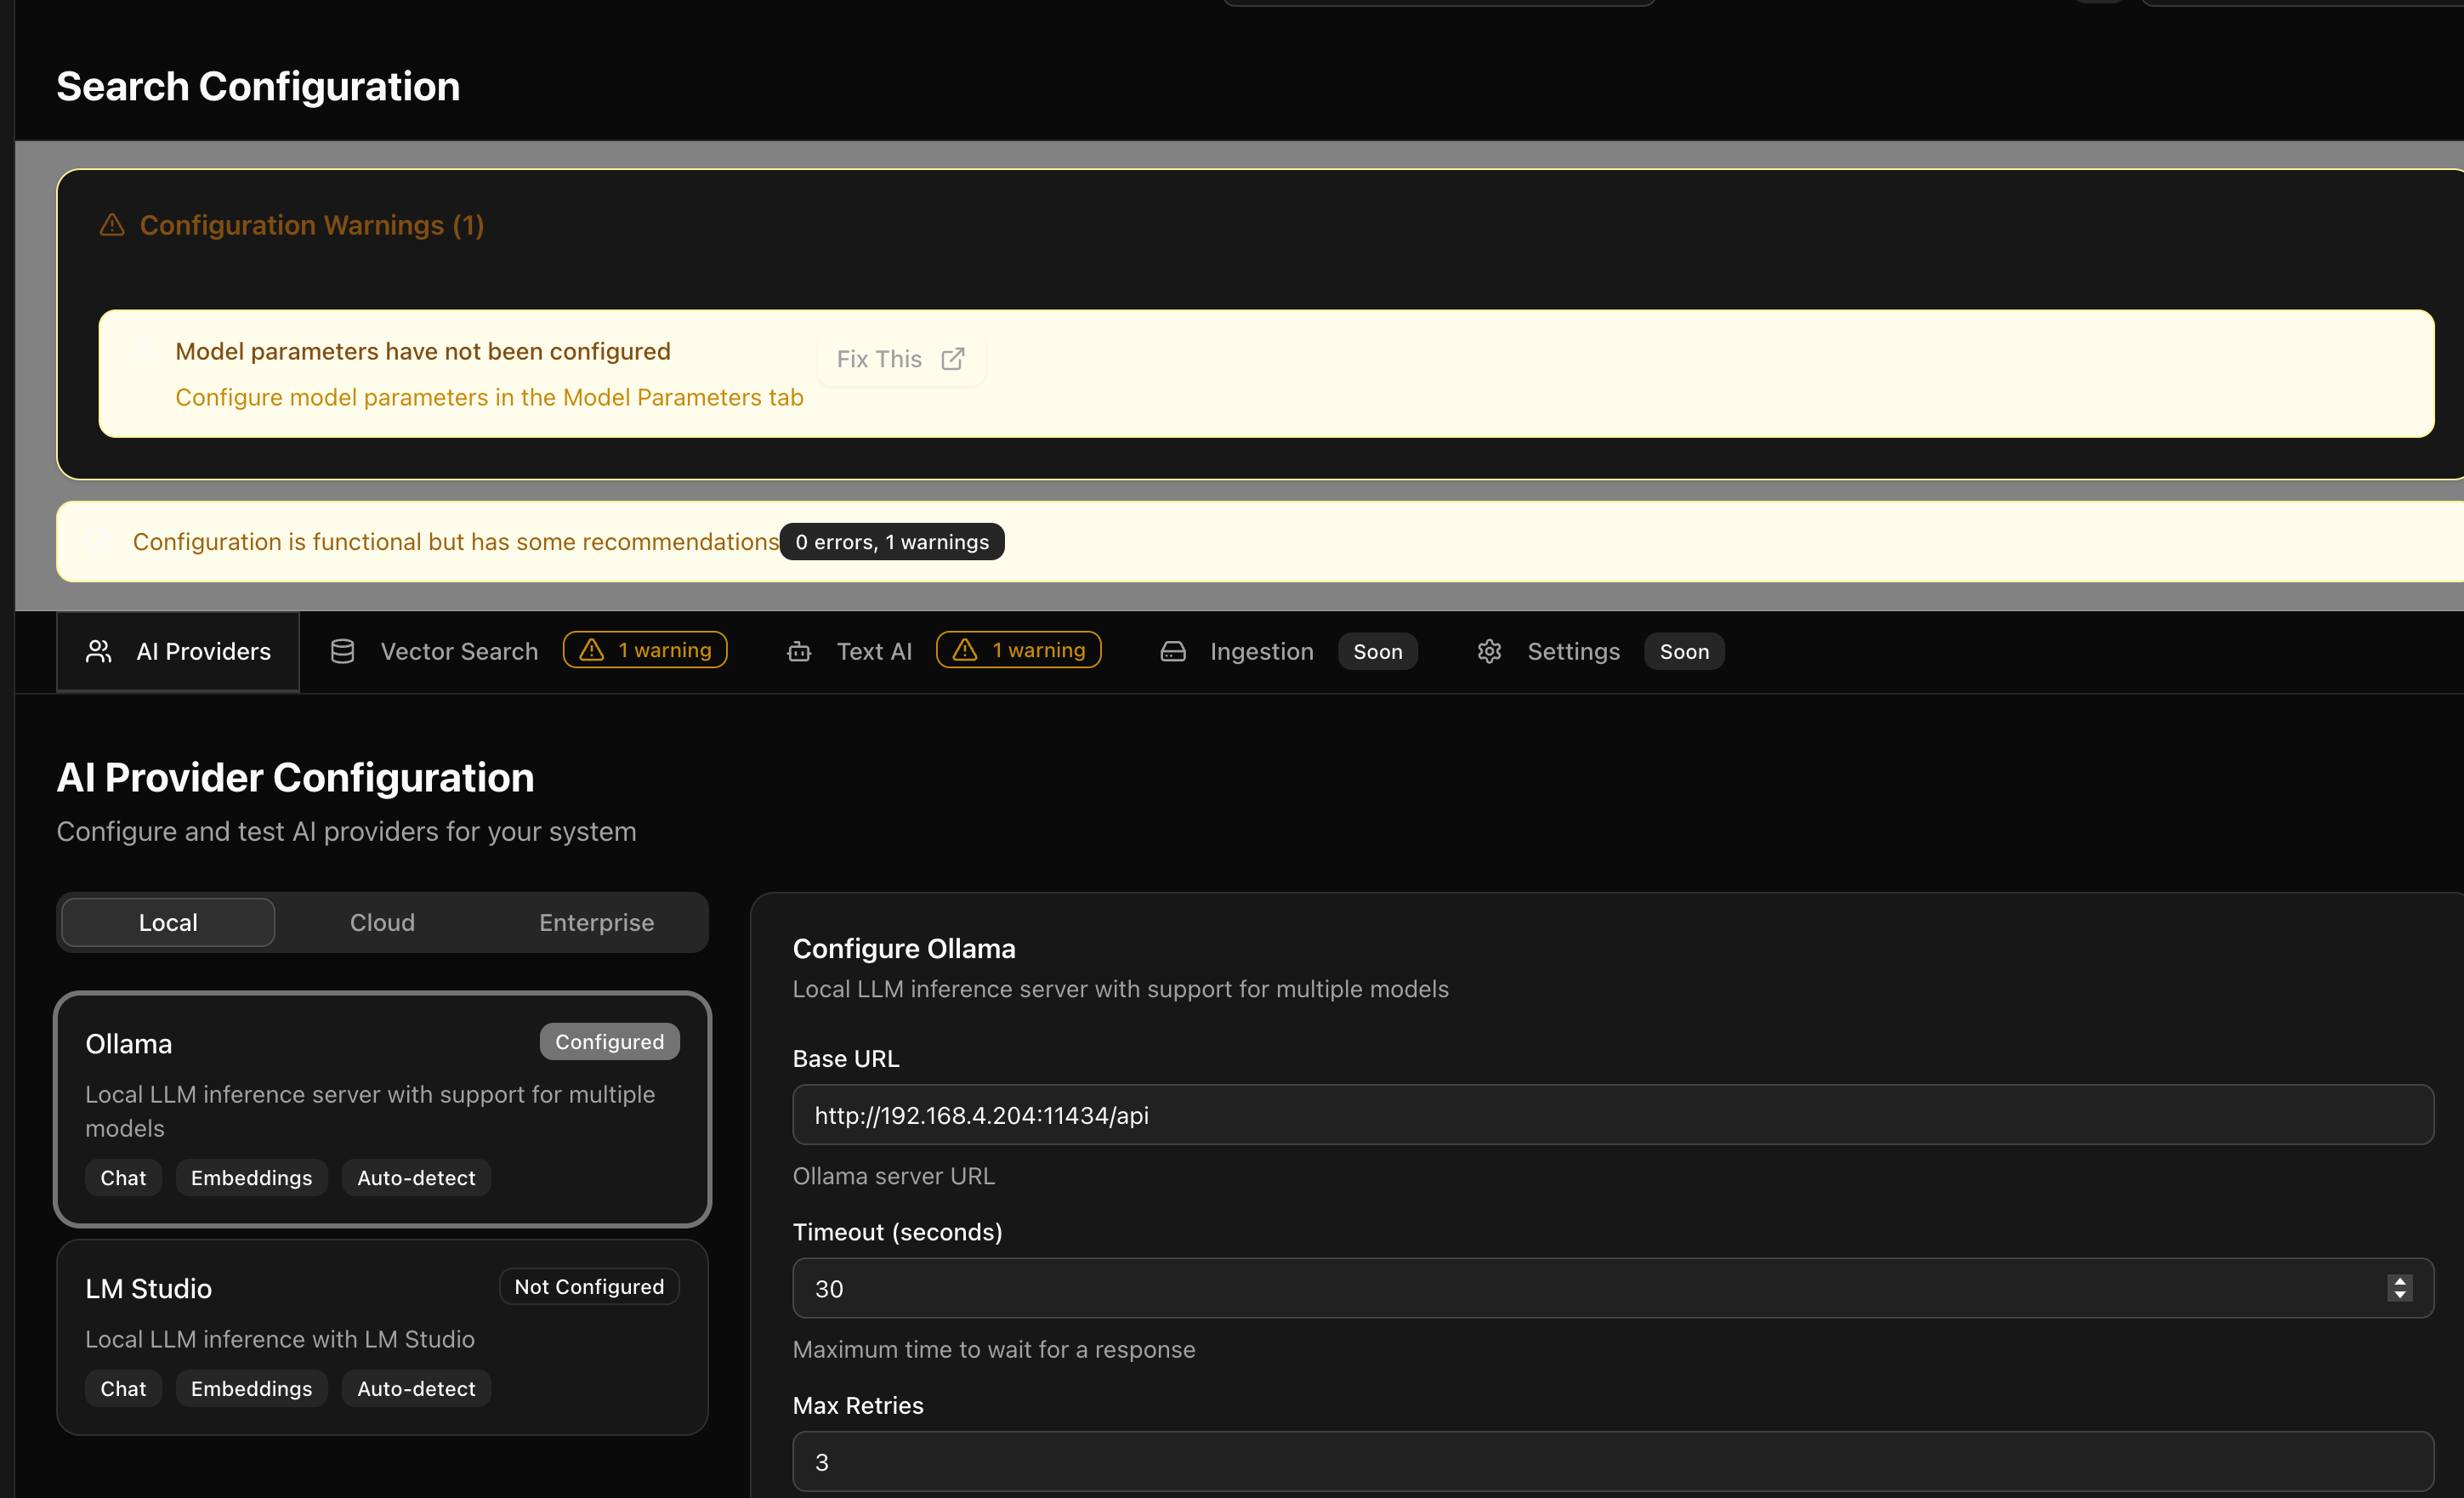 Search Configuration
Configuration Warnings (1)
Model parameters have not been configured
Fix This
Configure model parameters in the Model Parameters tab
Configuration is functional but has some recommendations 0 errors, 1 warnings
AI Providers Vector Search 1 warning Text AI 1 warning Ingestion Soon Settings Soon
AI Provider Configuration
Configure and test AI providers for your system
Local Cloud Enterprise
Ollama Configured
Local LLM inference server with support for multiple
models
Chat Embeddings Auto-detect
LM Studio Not Configured
Local LLM inference with LM Studio
Chat Embeddings Auto-detect
Configure Ollama
Local LLM inference server with support for multiple models
Base URL
http://192.168.4.204:11434/api
Ollama server URL
Timeout (seconds)
30
Maximum time to wait for a response
Max Retries
3